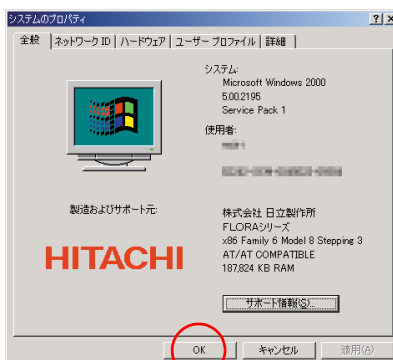 システムのプロパティ
全般 ネットワーク ID ハードウェア ユーザー プロファイル 詳細
システム:
Microsoft Windows 2000
5.00.2195
Service Pack 1
使用者:
製造およびサポート元:
株式会社 日立製作所
FLORAシリーズ
x86 Family 6 Model 8 Stepping 3
AT/AT COMPATIBLE
187,824 KB RAM
HITACHI
サポート情報(S)...
OK キャンセル 適用(A)